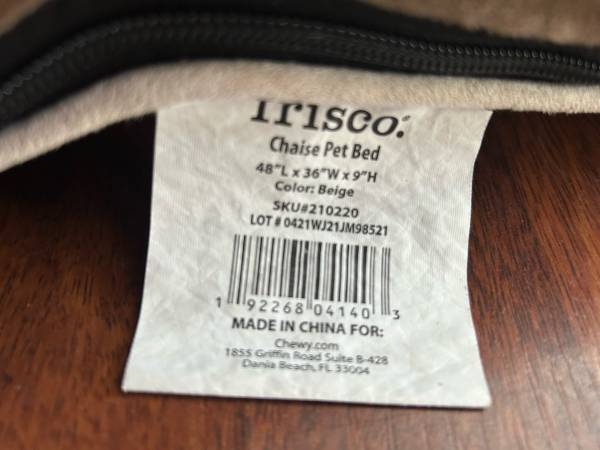 frisco.
Chaise Pet Bed
48"L x 36"W x 9"H
Color: Beige
SKU#210220
LOT # 0421WJ21JM98521
1 92268 04140 3
MADE IN CHINA FOR:
Chewy.com
1855 Griffin Road Suite B-428
Dania Beach, FL 33004